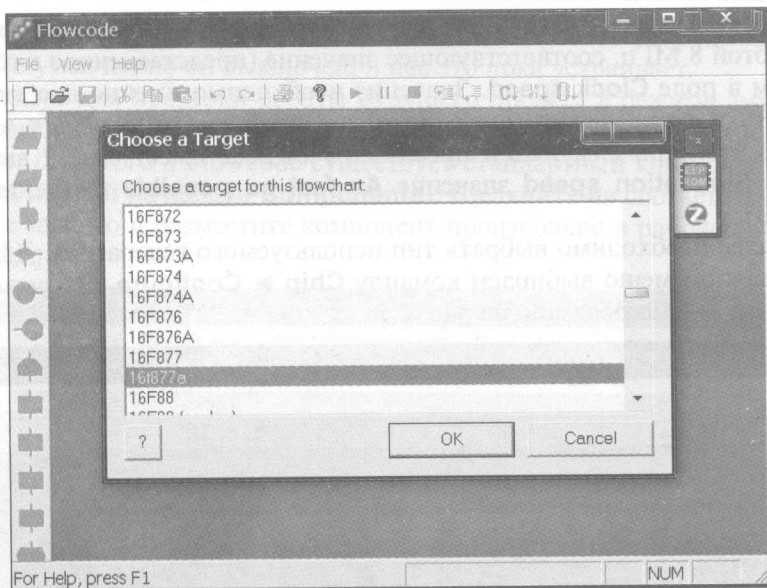 Flowcode
File View Help
Choose a Target
Choose a target for this flowchart
16F872
16F873
16F873A
16F874
16F874A
16F876
16F876A
16F877
16f877a
16F88
?
OK
Cancel
For Help, press F1
NUM